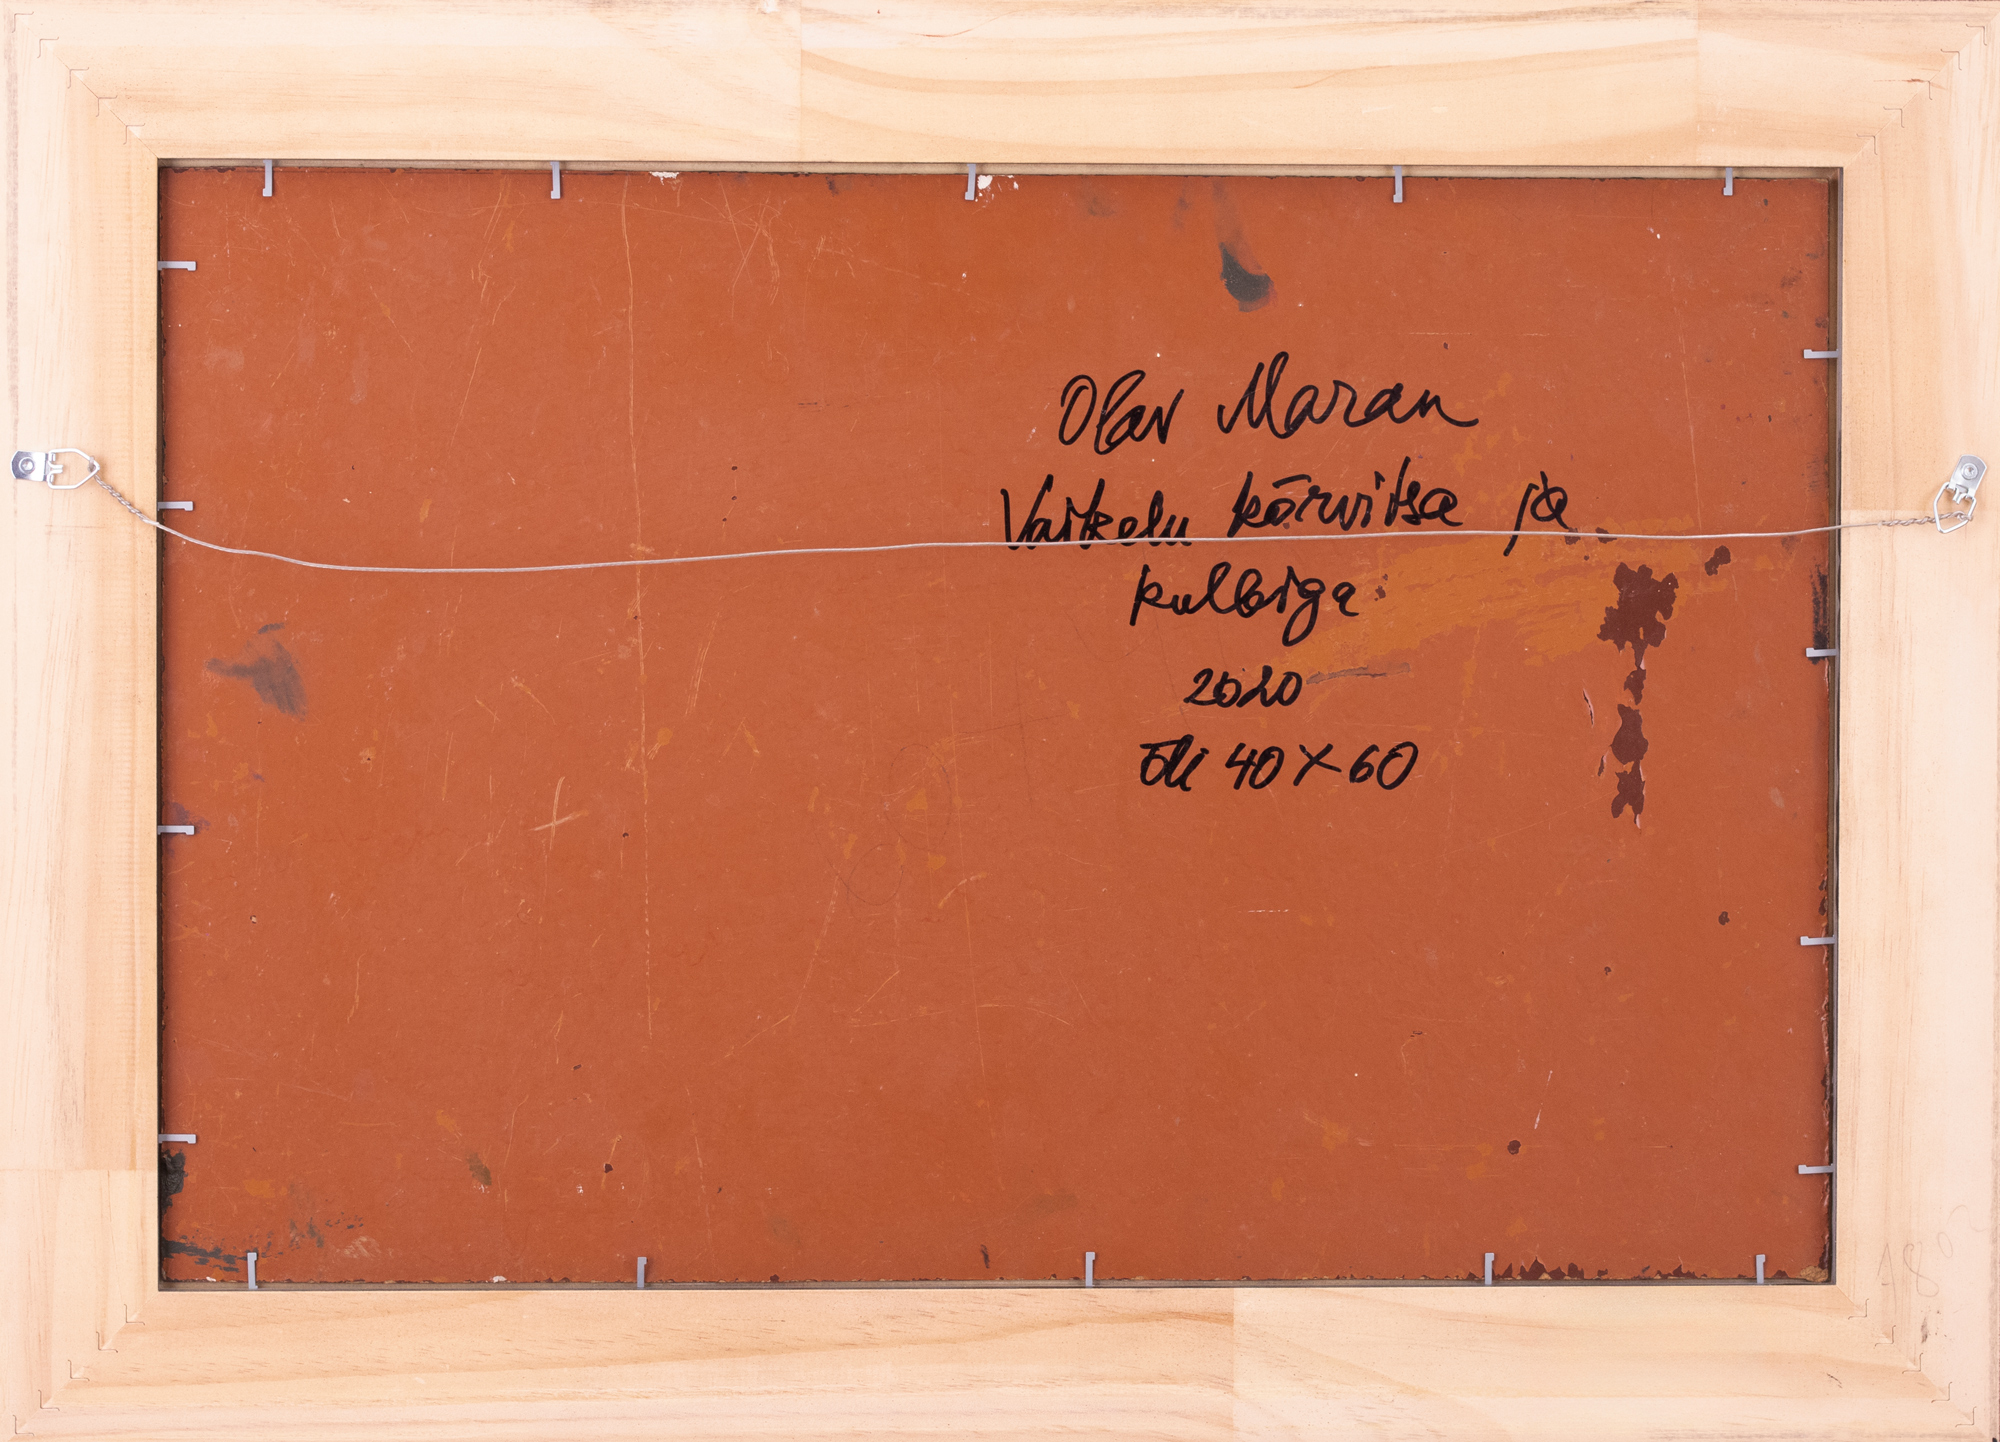 Olav Maran
Vaikelu kõrvitsa ja
kulbiga
2020
Õli 40 X 60